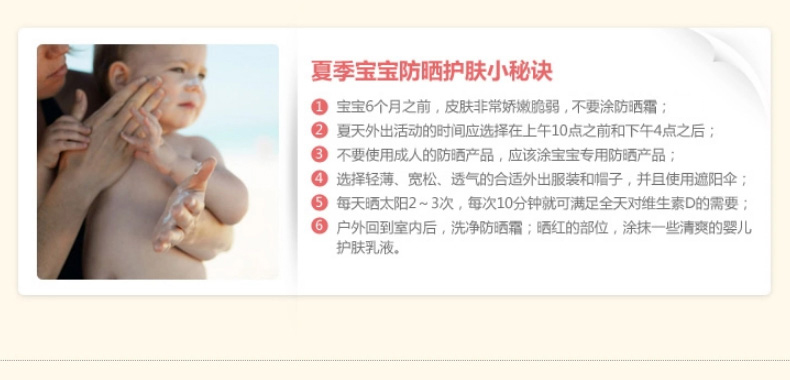 夏季宝宝防晒护肤小秘诀
1 宝宝6个月之前，皮肤非常娇嫩脆弱，不要涂防晒霜；
2 夏天外出活动的时间应选择在上午10点之前和下午4点之后；
3 不要使用成人的防晒产品，应该涂宝宝专用防晒产品；
4 选择轻薄、宽松、透气的合适外出服装和帽子，并且使用遮阳伞；
5 每天晒太阳2～3次，每次10分钟就可满足全天对维生素D的需要；
6 户外回到室内后，洗净防晒霜；晒红的部位，涂抹一些清爽的婴儿
护肤乳液。